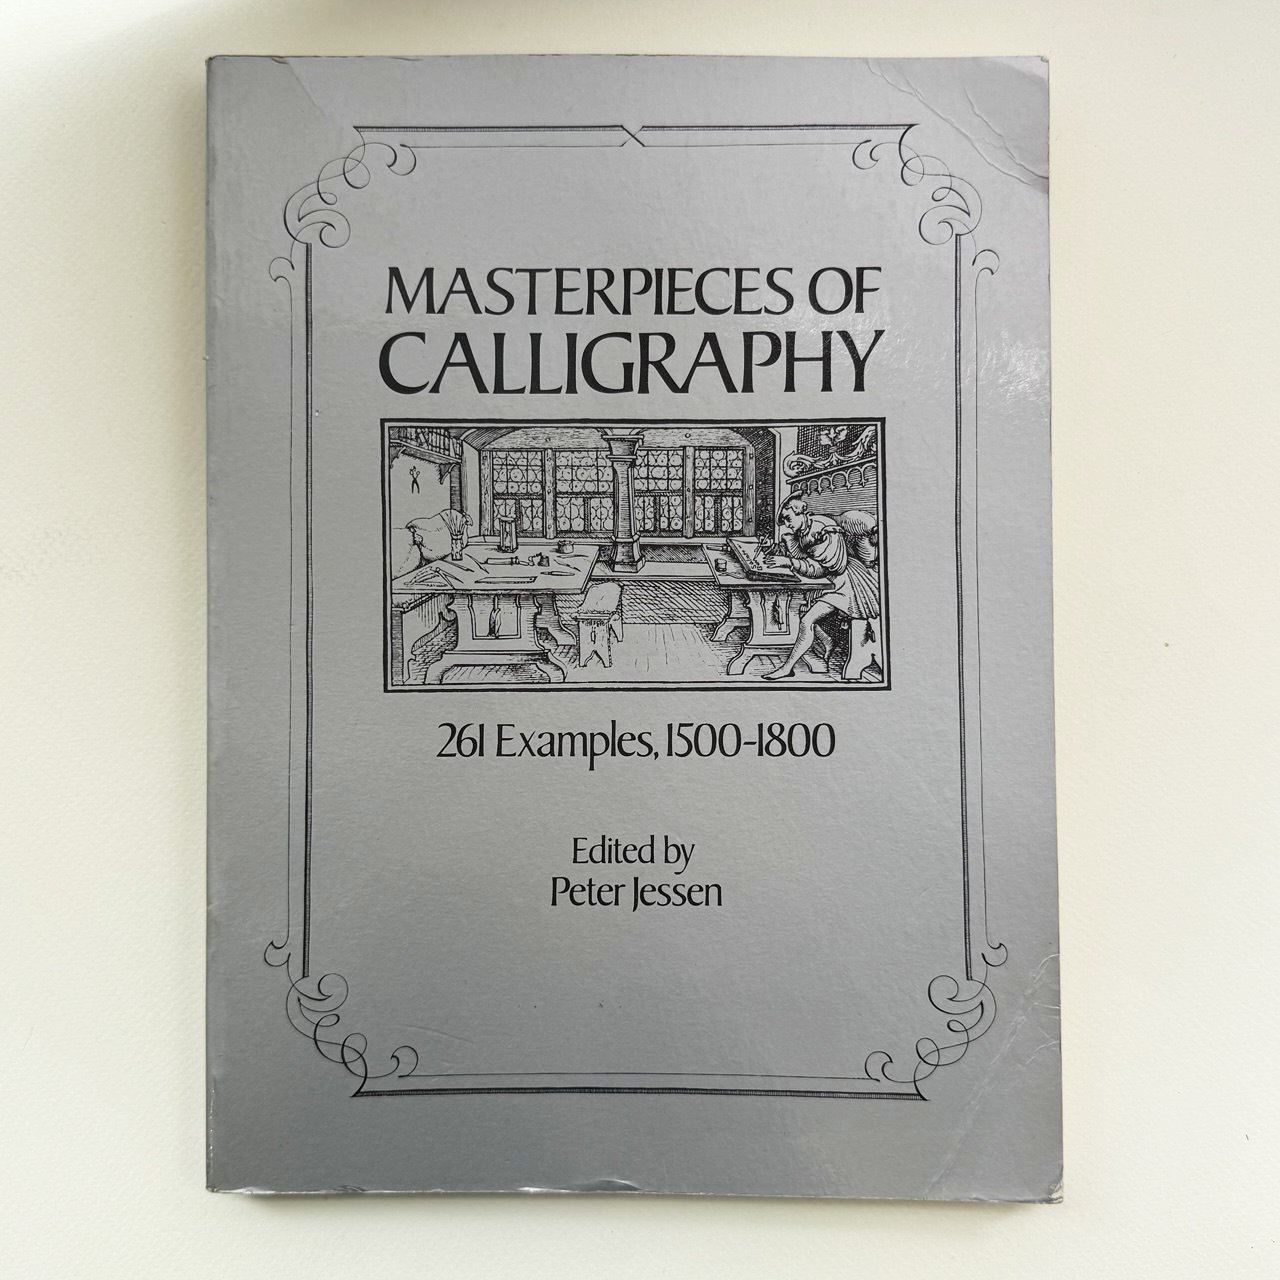 MASTERPIECES OF
CALLIGRAPHY
261 Examples, 1500-1800
Edited by
Peter Jessen